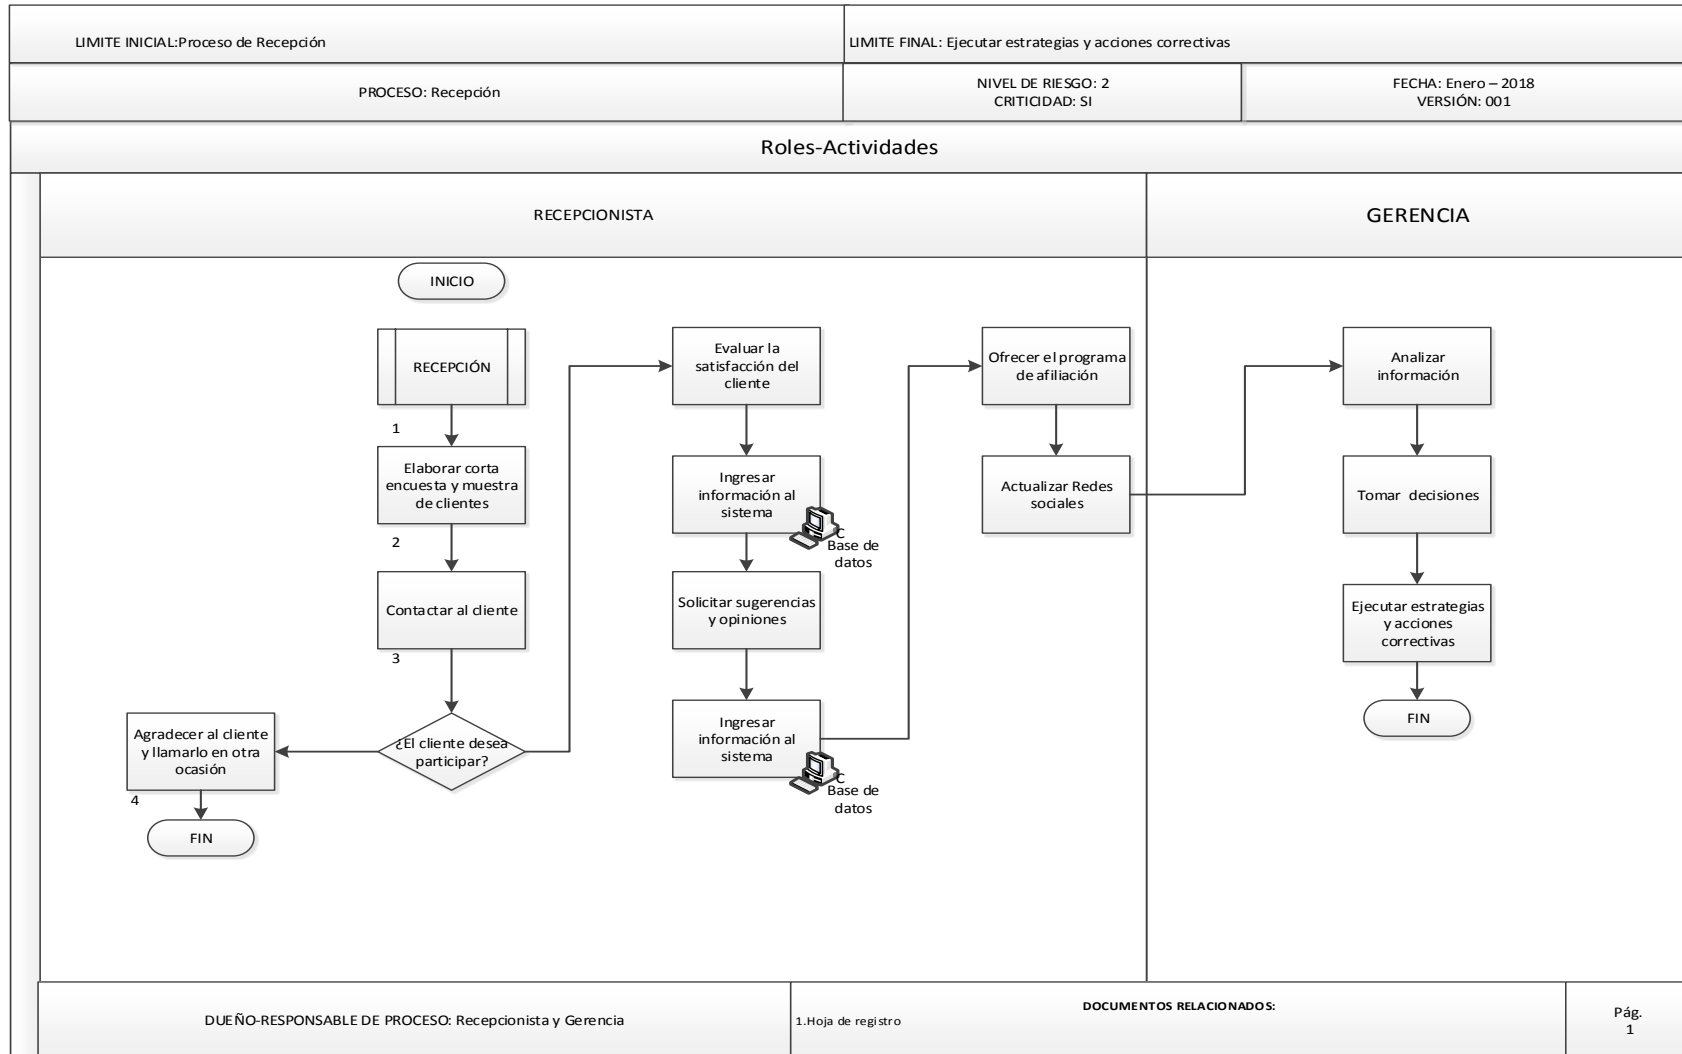 LIMITE INICIAL:Proceso de Recepción
LIMITE FINAL: Ejecutar estrategias y acciones correctivas
PROCESO: Recepción
NIVEL DE RIESGO: 2
CRITICIDAD: SI
FECHA: Enero – 2018
VERSIÓN: 001
Roles-Actividades
RECEPCIONISTA
GERENCIA
INICIO
RECEPCIÓN
1
Elaborar corta
encuesta y muestra
de clientes
2
Contactar al cliente
3
¿El cliente desea
participar?
Agradecer al cliente
y llamarlo en otra
ocasión
4
FIN
Evaluar la
satisfacción del
cliente
Ingresar
información al
sistema
C
Base de
datos
Solicitar sugerencias
y opiniones
Ingresar
información al
sistema
C
Base de
datos
Ofrecer el programa
de afiliación
Actualizar Redes
sociales
Analizar
información
Tomar decisiones
Ejecutar estrategias
y acciones
correctivas
FIN
DUEÑO-RESPONSABLE DE PROCESO: Recepcionista y Gerencia
DOCUMENTOS RELACIONADOS:
1.Hoja de registro
Pág.
1